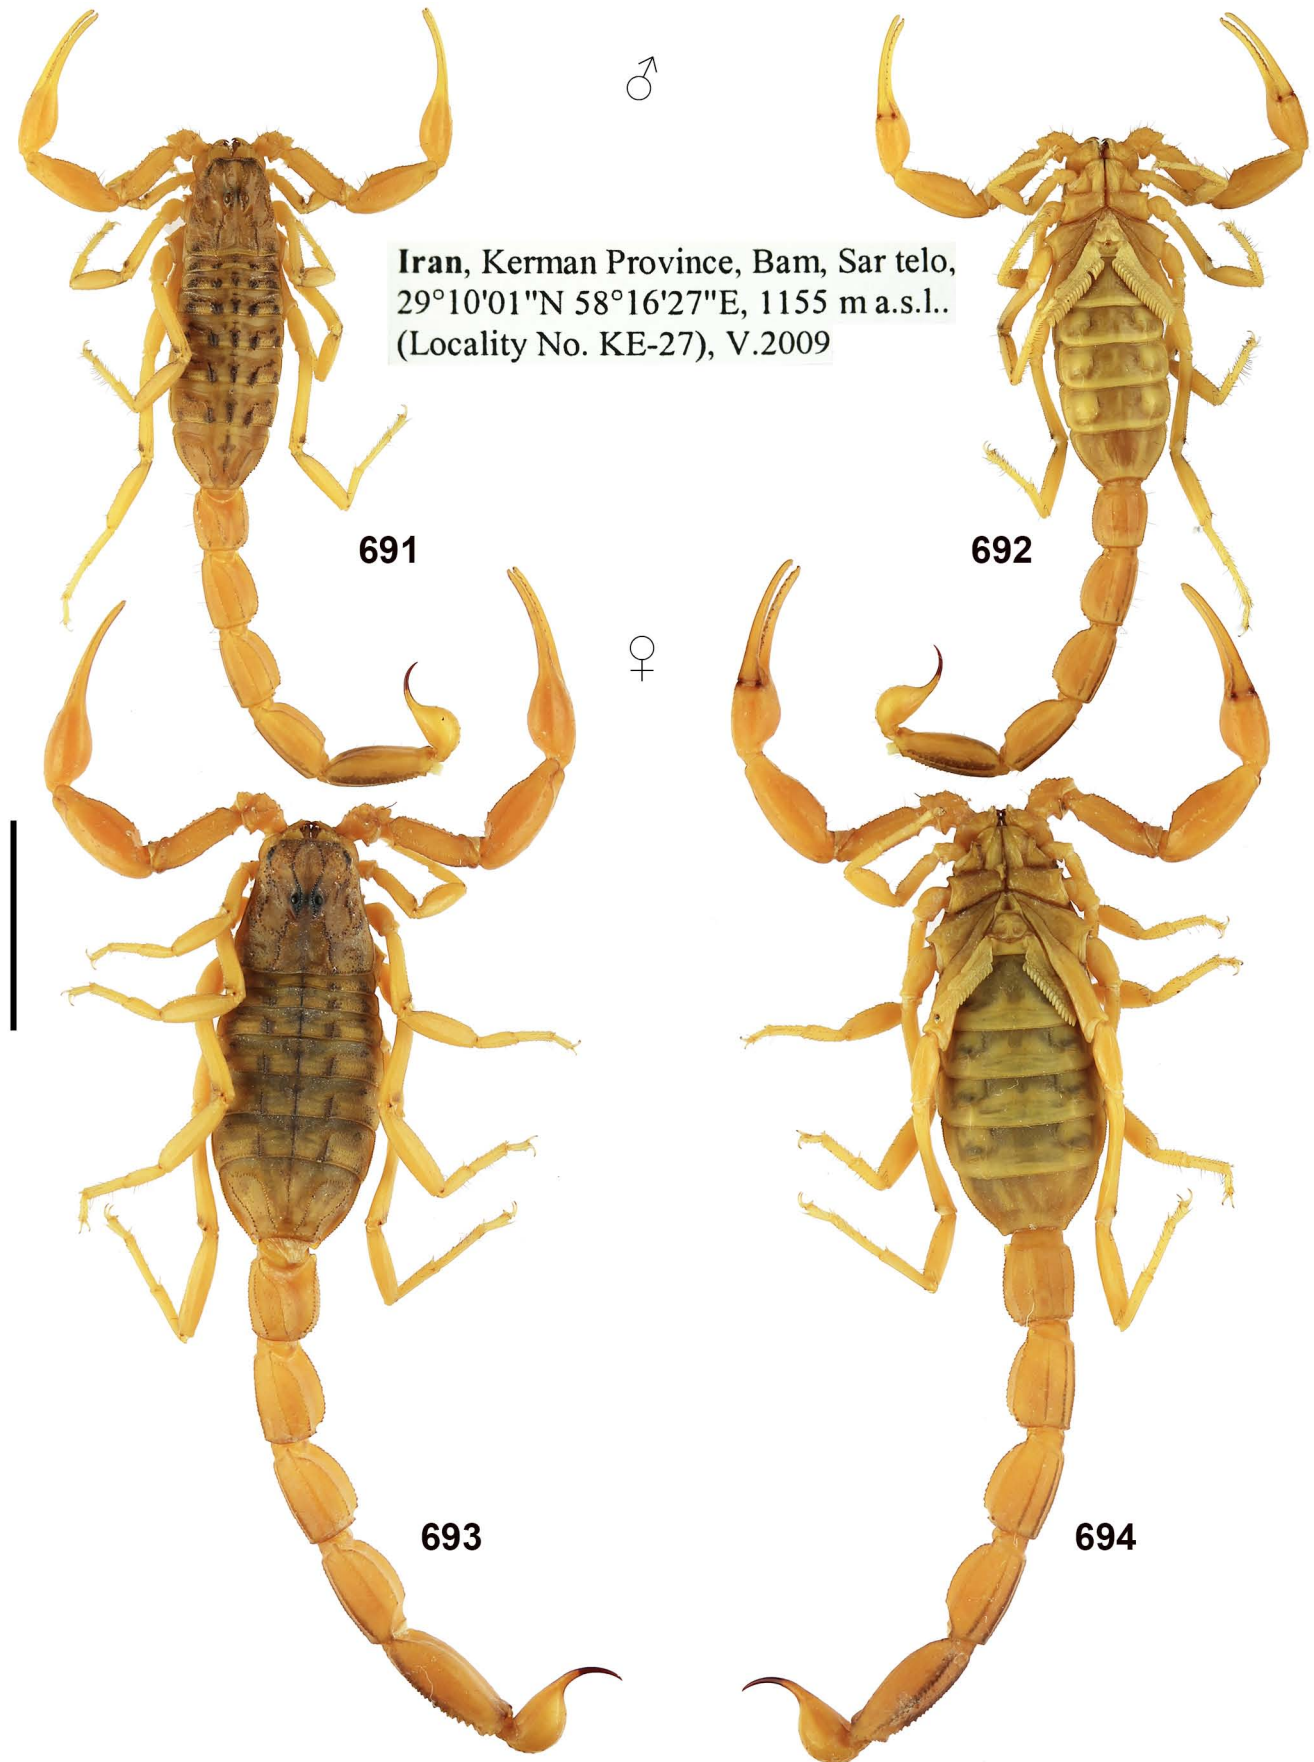 ♂
Iran, Kerman Province, Bam, Sar telo,
29°10'01"N 58°16'27"E, 1155 m a.s.l..
(Locality No. KE-27), V.2009
691
692
♀
693
694